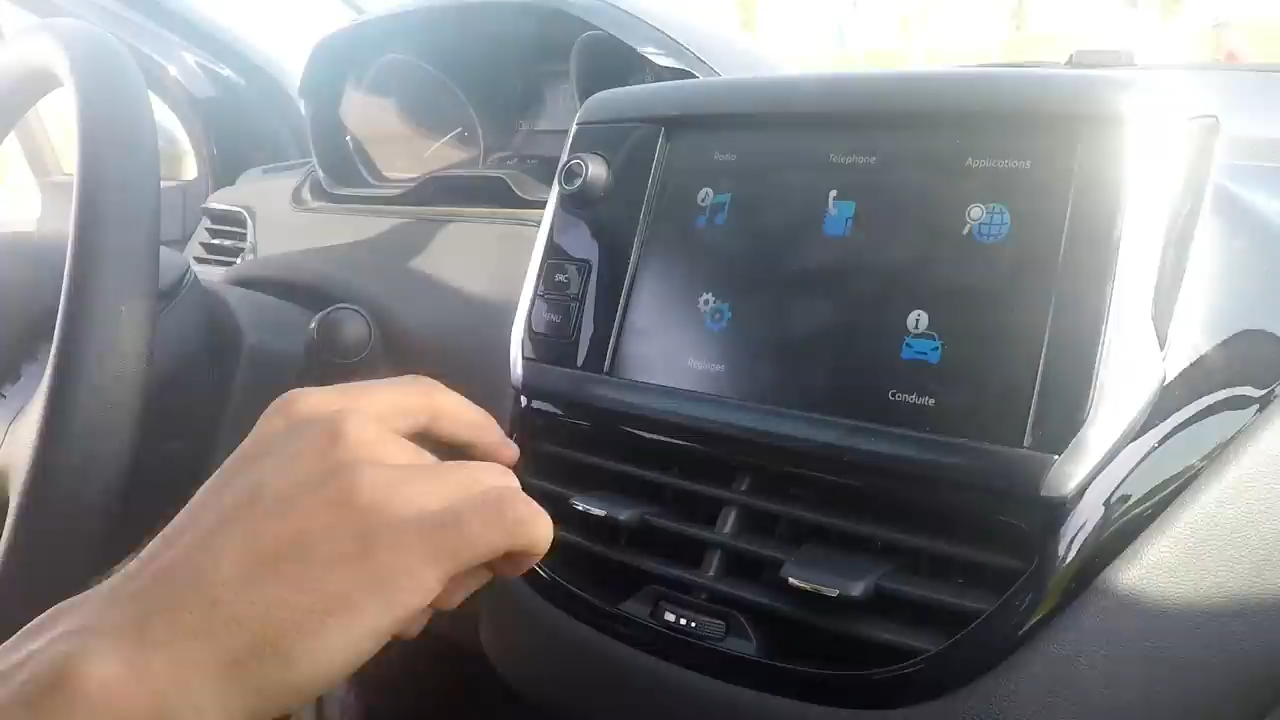 Radio
Telephone
Applications
SRC
MENU
Réglages
Conduite